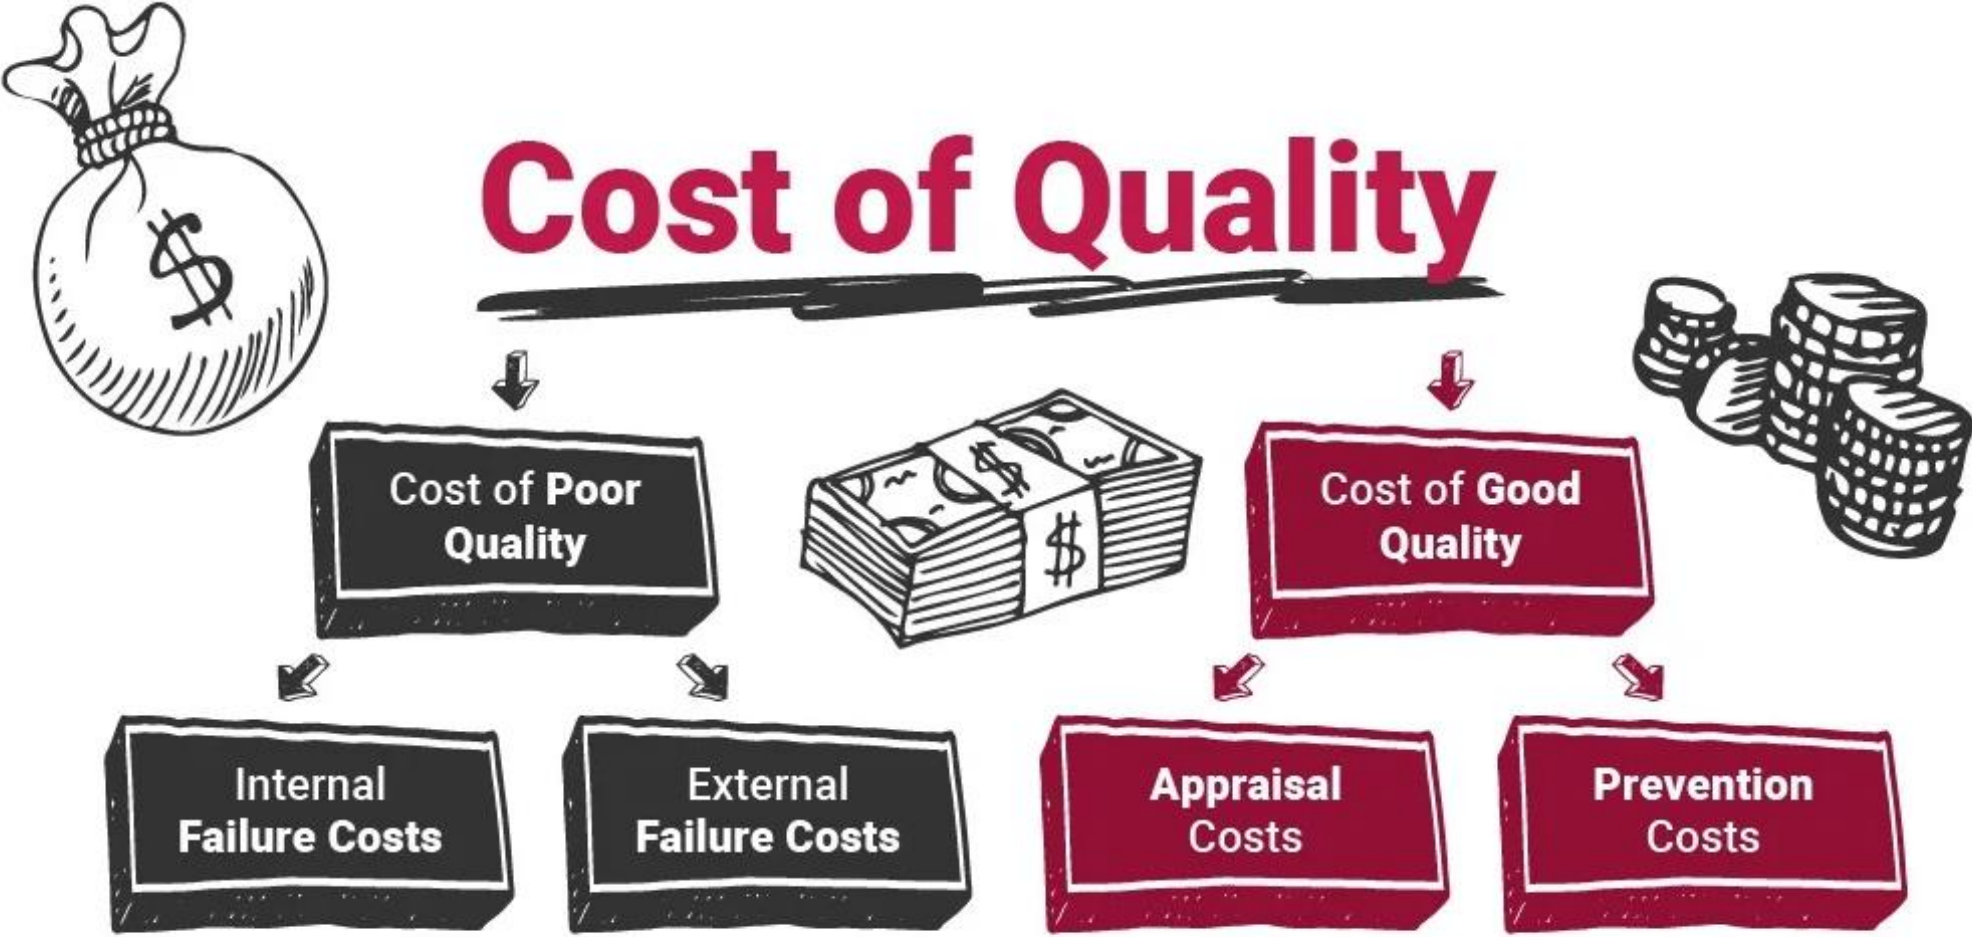 Cost of Quality
Cost of Poor
Quality
Cost of Good
Quality
Internal
Failure Costs
External
Failure Costs
Appraisal
Costs
Prevention
Costs
$
$
$